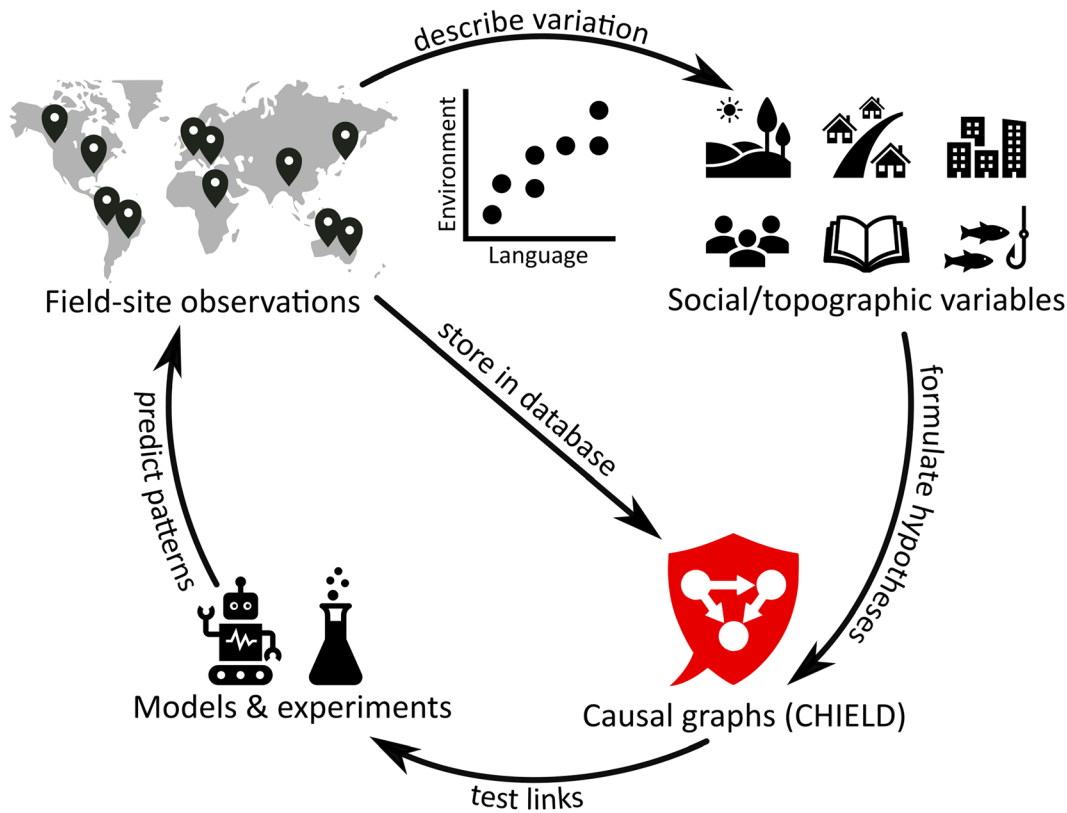 describe variation
Environment
Language
Field-site observations
Social/topographic variables
store in database
formulate hypotheses
predict patterns
Models & experiments
Causal graphs (CHIELD)
test links